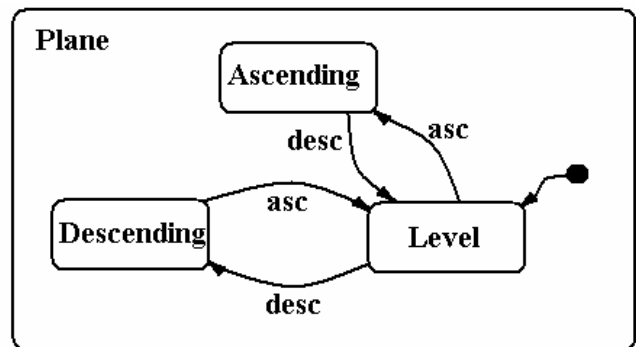 Plane
Ascending
desc
asc
asc
Descending
Level
desc